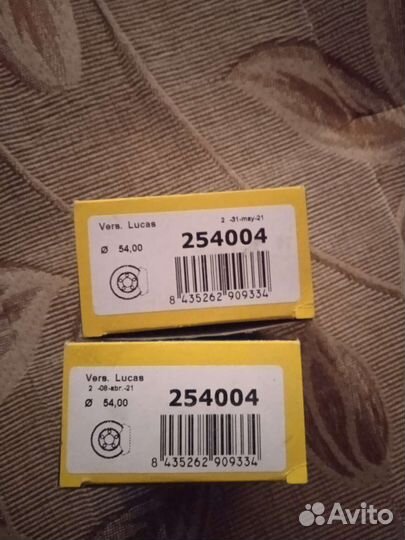 Vers. Lucas
2 -31-may-21
Ø 54,00
254004
8 435262 909334
Vers. Lucas
2 -08-abr.-21
Ø 54,00
254004
8 435262 909334
Avito